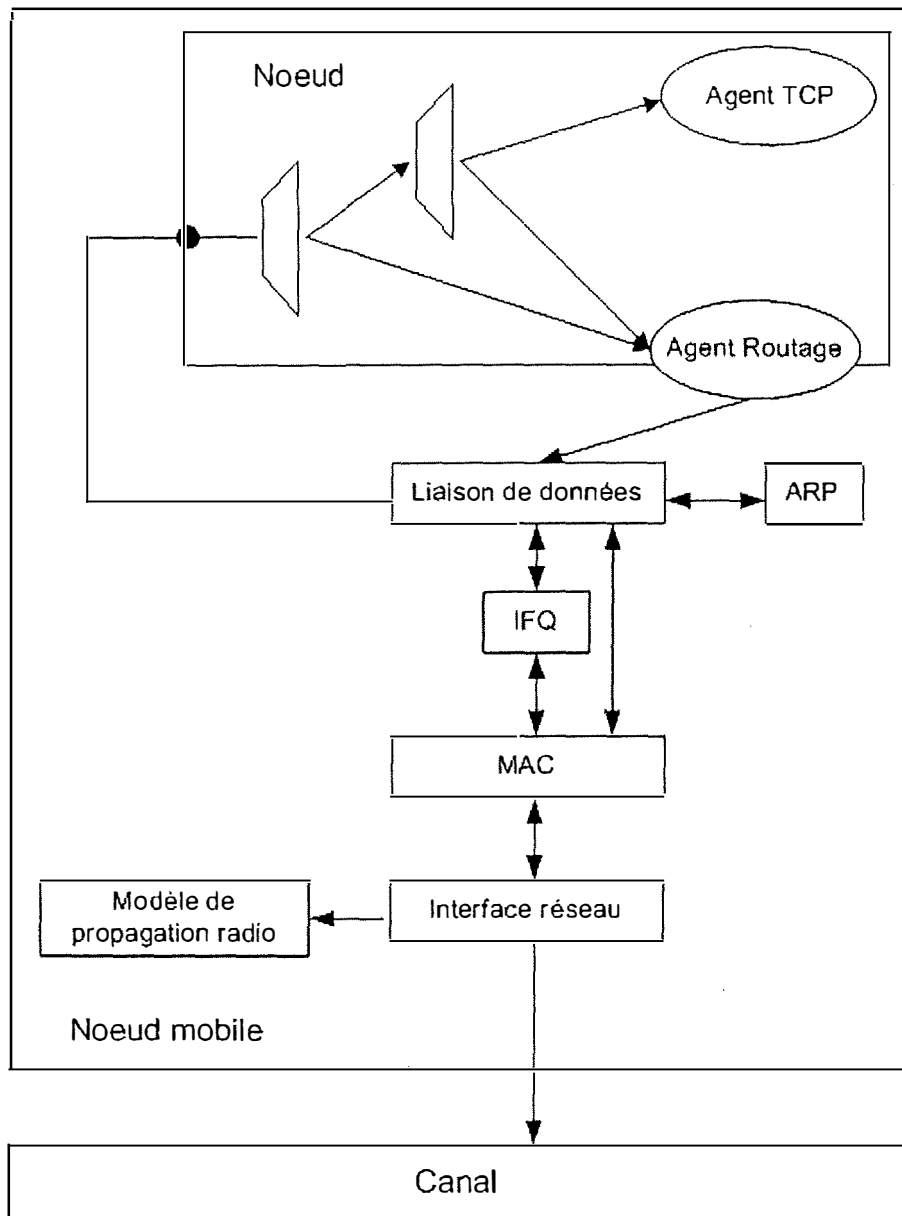 Noeud
Agent TCP
Agent Routage
Liaison de données
ARP
IFQ
MAC
Modèle de
propagation radio
Interface réseau
Noeud mobile
Canal